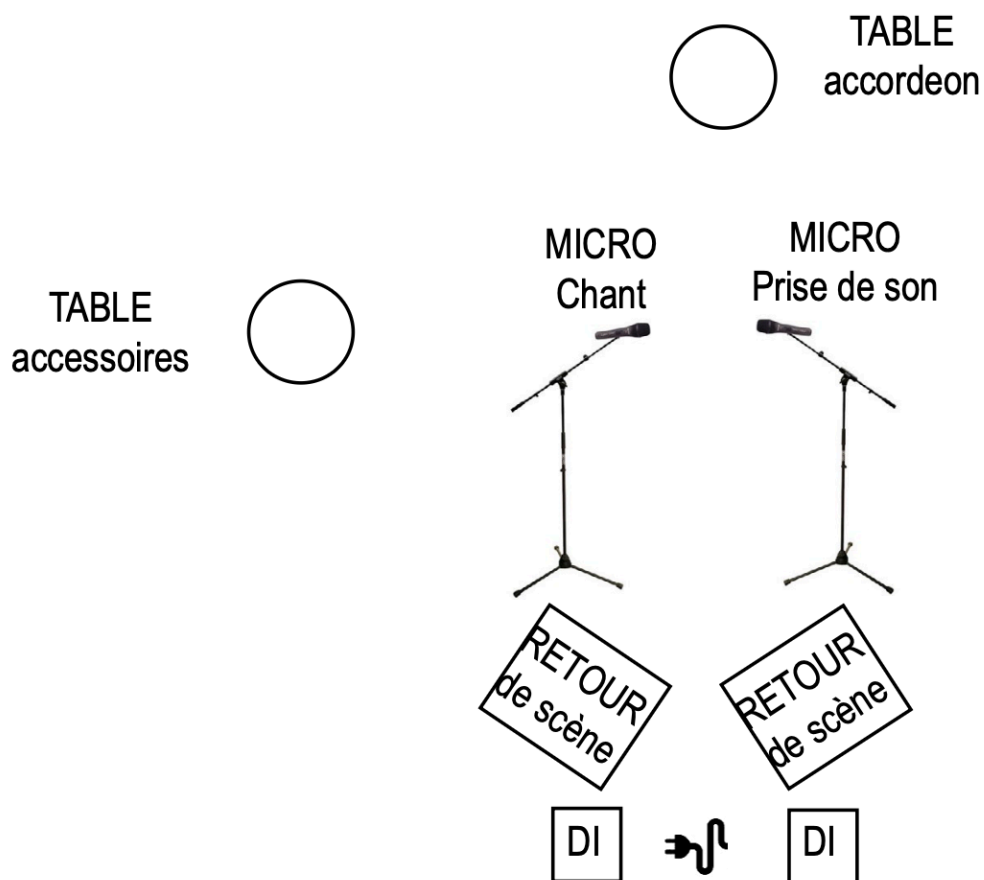 TABLE
accordeon
MICRO
Chant
MICRO
Prise de son
TABLE
accessoires
RETOUR
de scène
RETOUR
de scène
DI
DI